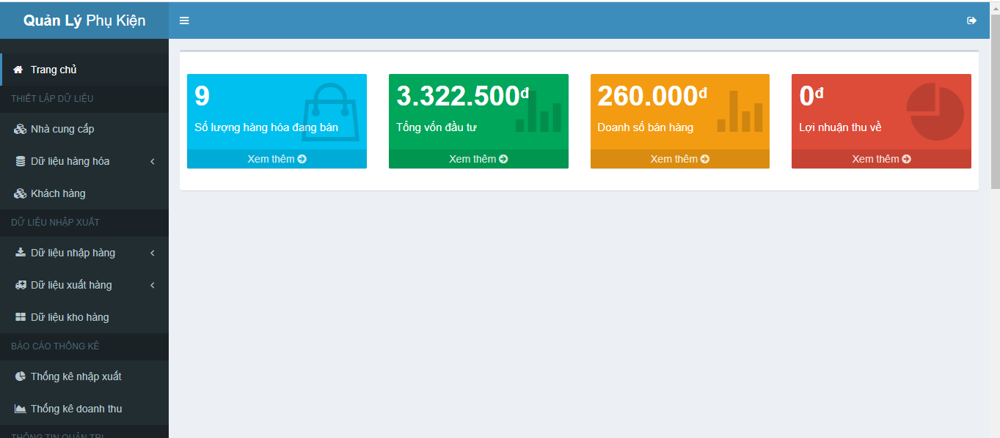 Quản Lý Phụ Kiện
Trang chủ
THIẾT LẬP DỮ LIỆU
Nhà cung cấp
Dữ liệu hàng hóa
Khách hàng
DỮ LIỆU NHẬP XUẤT
Dữ liệu nhập hàng
Dữ liệu xuất hàng
Dữ liệu kho hàng
BÁO CÁO THỐNG KÊ
Thống kê nhập xuất
Thống kê doanh thu
THÔNG TIN QUẢN TRỊ
9
Số lượng hàng hóa đang bán
Xem thêm
3.322.500đ
Tổng vốn đầu tư
Xem thêm
260.000đ
Doanh số bán hàng
Xem thêm
0đ
Lợi nhuận thu về
Xem thêm